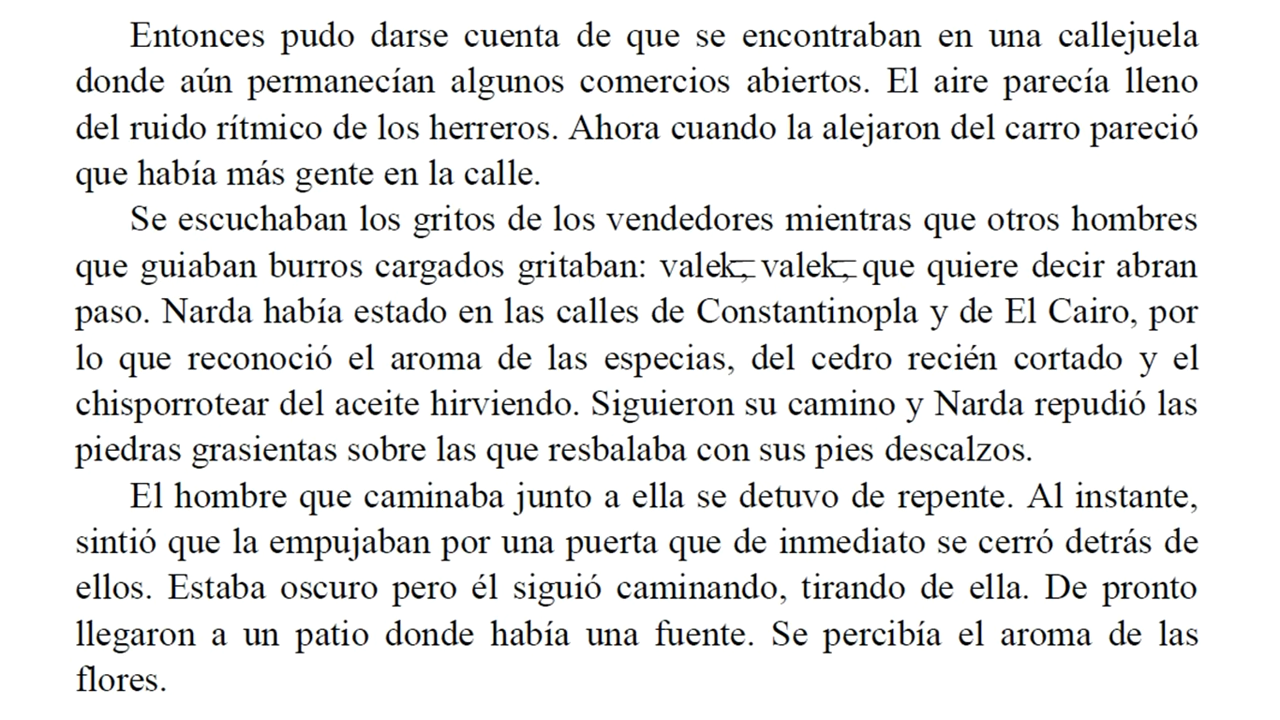 Entonces pudo darse cuenta de que se encontraban en una callejuela
donde aún permanecían algunos comercios abiertos. El aire parecía lleno
del ruido rítmico de los herreros. Ahora cuando la alejaron del carro pareció
que había más gente en la calle.
Se escuchaban los gritos de los vendedores mientras que otros hombres
que guiaban burros cargados gritaban: valek, valek, que quiere decir abran
paso. Narda había estado en las calles de Constantinopla y de El Cairo, por
lo que reconoció el aroma de las especias, del cedro recién cortado y el
chisporrotear del aceite hirviendo. Siguieron su camino y Narda repudió las
piedras grasientas sobre las que resbalaba con sus pies descalzos.
El hombre que caminaba junto a ella se detuvo de repente. Al instante,
sintió que la empujaban por una puerta que de inmediato se cerró detrás de
ellos. Estaba oscuro pero él siguió caminando, tirando de ella. De pronto
llegaron a un patio donde había una fuente. Se percibía el aroma de las
flores.